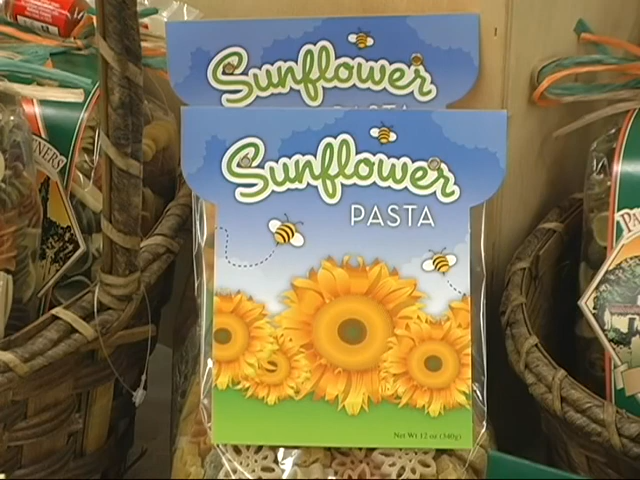 Sunflower
PASTA
Sunflower
PASTA
Net Wt 12 oz (340g)